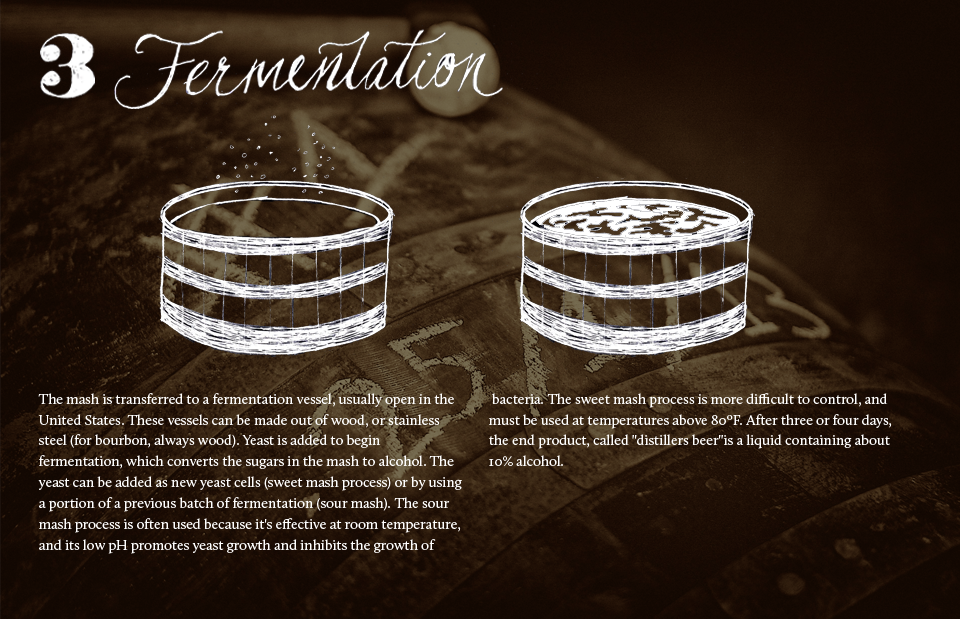 3 Fermentation
The mash is transferred to a fermentation vessel, usually open in the
United States. These vessels can be made out of wood, or stainless
steel (for bourbon, always wood). Yeast is added to begin
fermentation, which converts the sugars in the mash to alcohol. The
yeast can be added as new yeast cells (sweet mash process) or by using
a portion of a previous batch of fermentation (sour mash). The sour
mash process is often used because it's effective at room temperature,
and its low pH promotes yeast growth and inhibits the growth of
bacteria. The sweet mash process is more difficult to control, and
must be used at temperatures above 80ºF. After three or four days,
the end product, called "distillers beer"is a liquid containing about
10% alcohol.